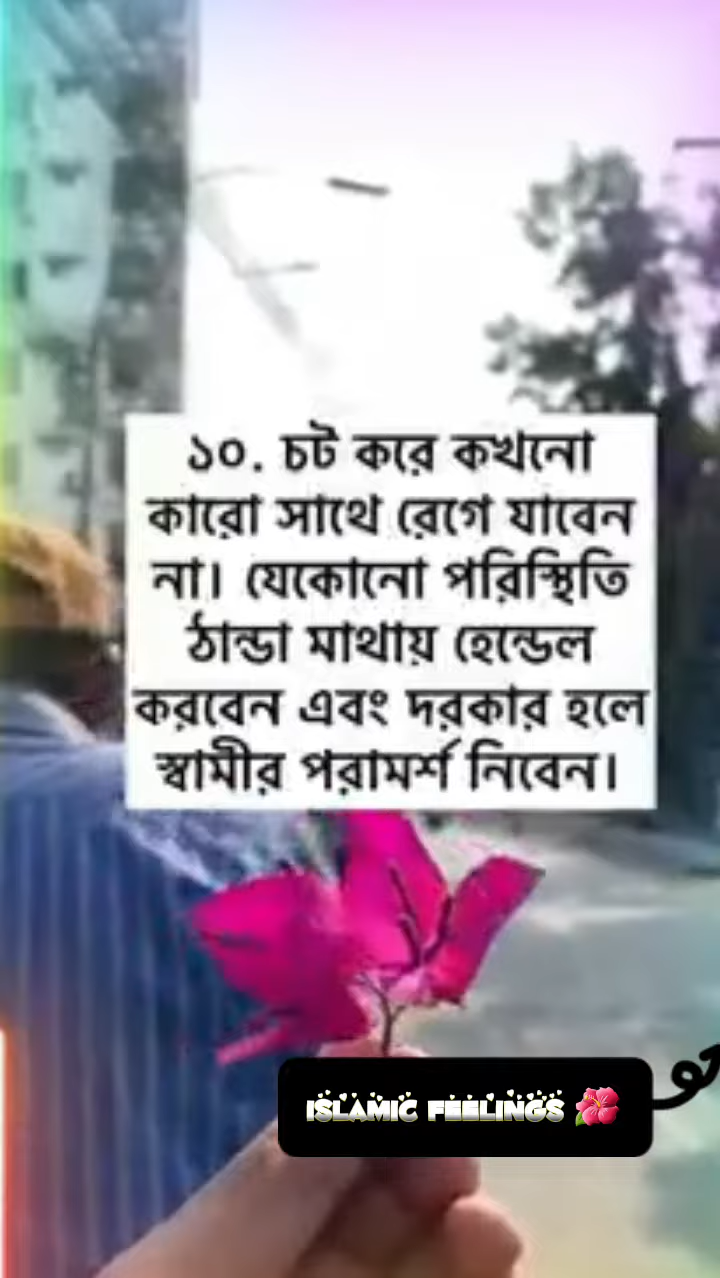 ১০. চট করে কখনো
কারো সাথে রেগে যাবেন
না। যেকোনো পরিস্থিতি
ঠান্ডা মাথায় হেন্ডেল
করবেন এবং দরকার হলে
স্বামীর পরামর্শ নিবেন।
ISLAMIC FEELINGS 🌺